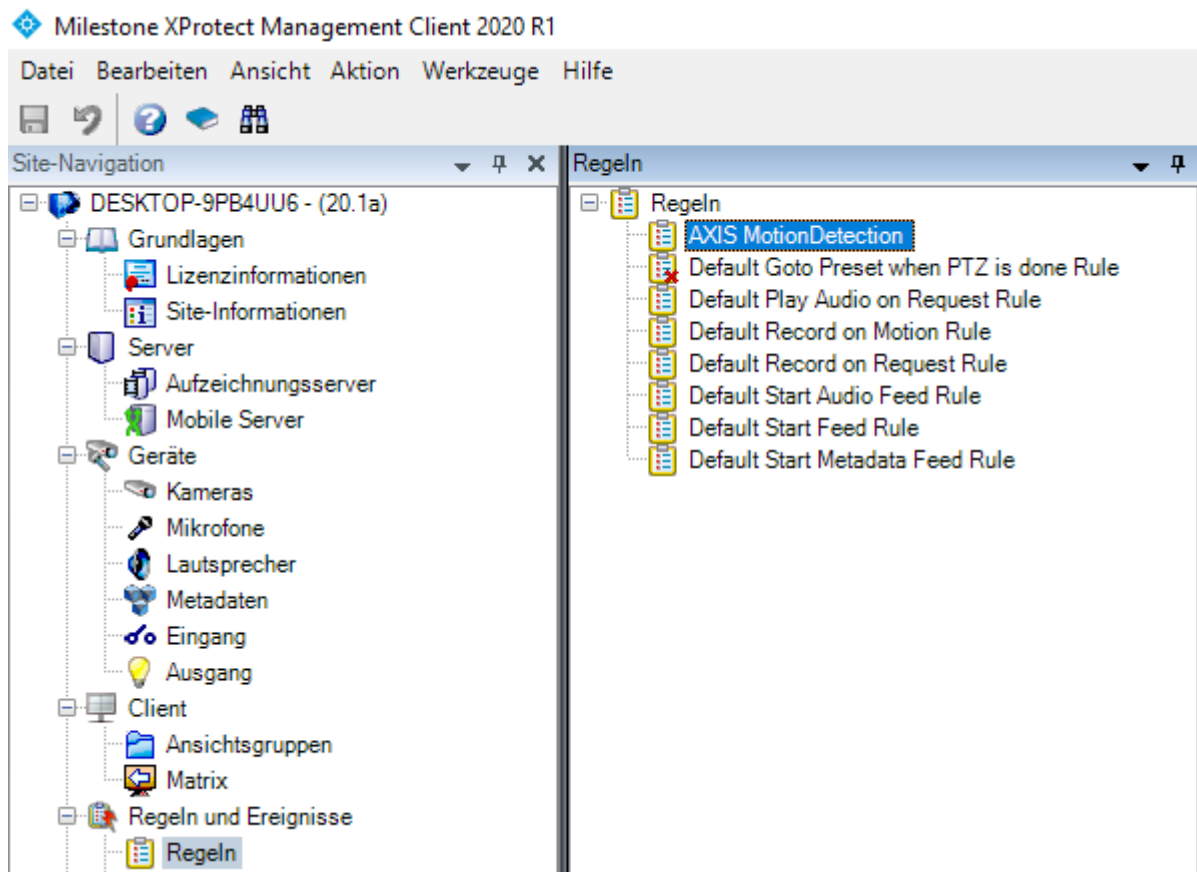 Milestone XProtect Management Client 2020 R1
Datei Bearbeiten Ansicht Aktion Werkzeuge Hilfe
Site-Navigation
DESKTOP-9PB4UU6 - (20.1a)
Grundlagen
Lizenzinformationen
Site-Informationen
Server
Aufzeichnungsserver
Mobile Server
Geräte
Kameras
Mikrofone
Lautsprecher
Metadaten
Eingang
Ausgang
Client
Ansichtsgruppen
Matrix
Regeln und Ereignisse
Regeln
Regeln
Regeln
AXIS MotionDetection
Default Goto Preset when PTZ is done Rule
Default Play Audio on Request Rule
Default Record on Motion Rule
Default Record on Request Rule
Default Start Audio Feed Rule
Default Start Feed Rule
Default Start Metadata Feed Rule